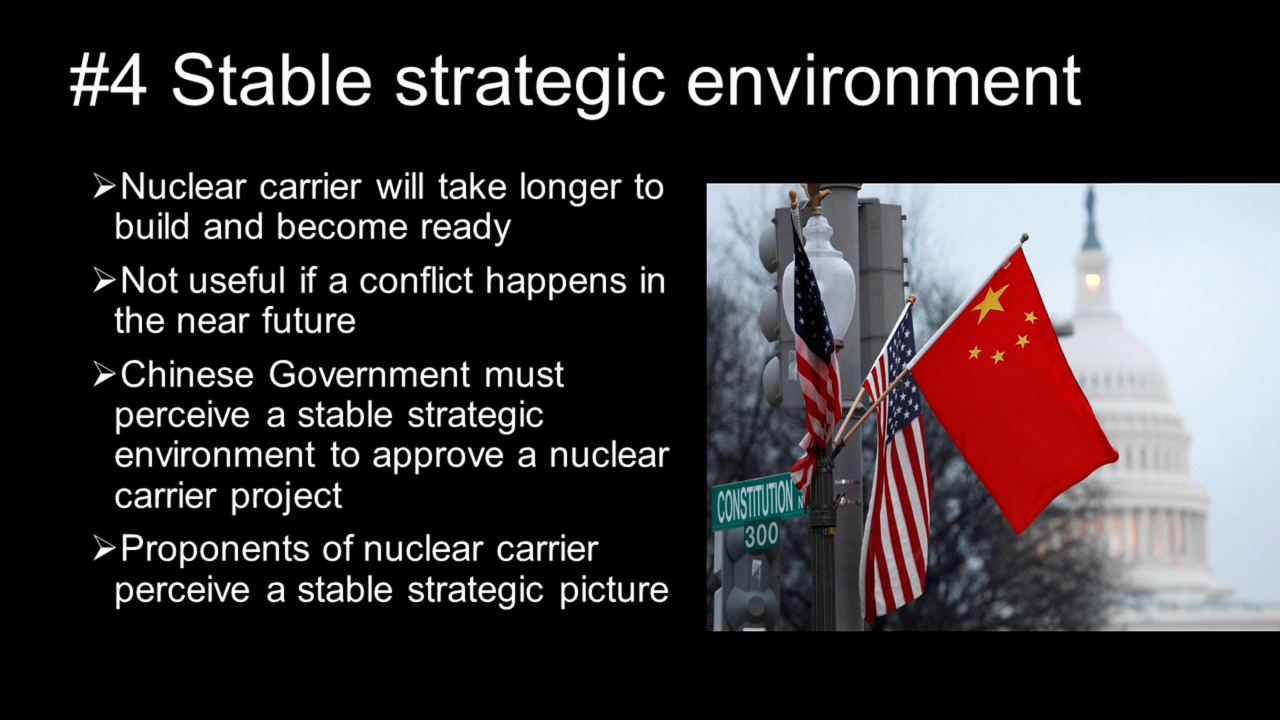 #4 Stable strategic environment
➢Nuclear carrier will take longer to
build and become ready
➢Not useful if a conflict happens in
the near future
➢Chinese Government must
perceive a stable strategic
environment to approve a nuclear
carrier project
➢Proponents of nuclear carrier
perceive a stable strategic picture
CONSTITUTION
300